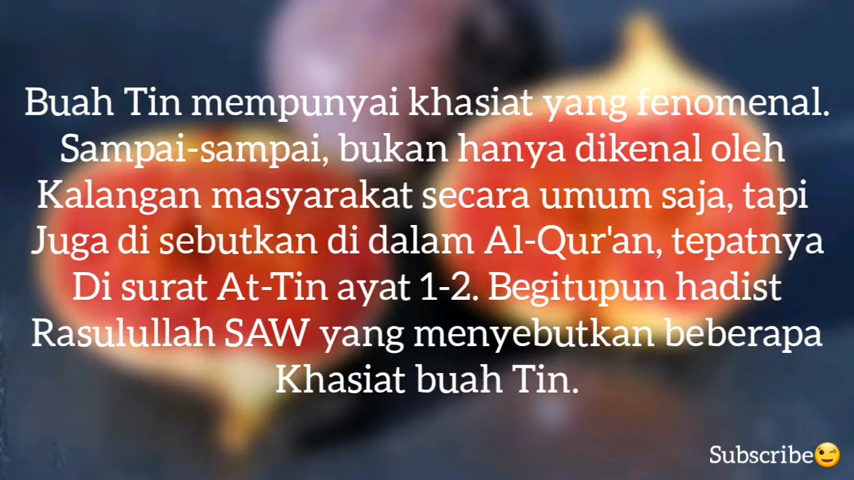 Buah Tin mempunyai khasiat yang fenomenal.
Sampai-sampai, bukan hanya dikenal oleh
Kalangan masyarakat secara umum saja, tapi
Juga di sebutkan di dalam Al-Qur'an, tepatnya
Di surat At-Tin ayat 1-2. Begitupun hadist
Rasulullah SAW yang menyebutkan beberapa
Khasiat buah Tin.
Subscribe😉